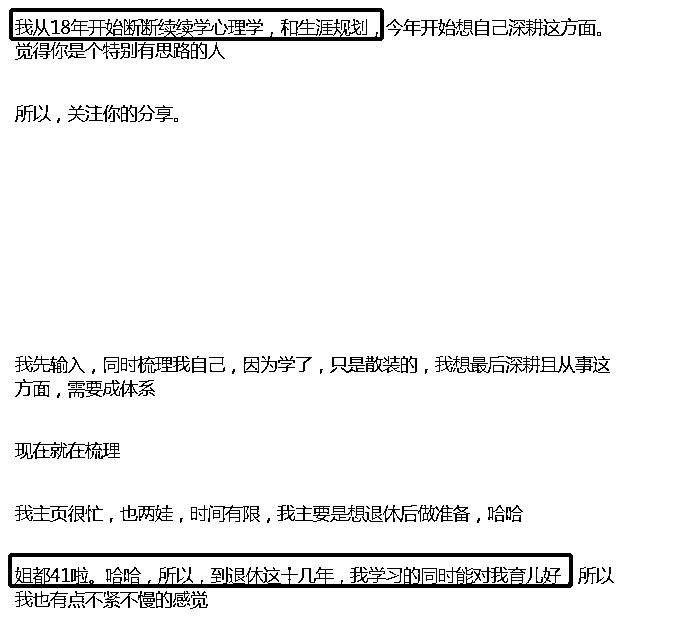 我从18年开始断断续续学心理学，和生涯规划，今年开始想自己深耕这方面。
觉得你是个特别有思路的人
所以，关注你的分享。
我先输入，同时梳理我自己，因为学了，只是散装的，我想最后深耕且从事这
方面，需要成体系
现在就在梳理
我主页很忙，也两娃，时间有限，我主要是想退休后做准备，哈哈
姐都41啦。哈哈，所以，到退休这十几年，我学习的同时能对我育儿好 所以
我也有点不紧不慢的感觉